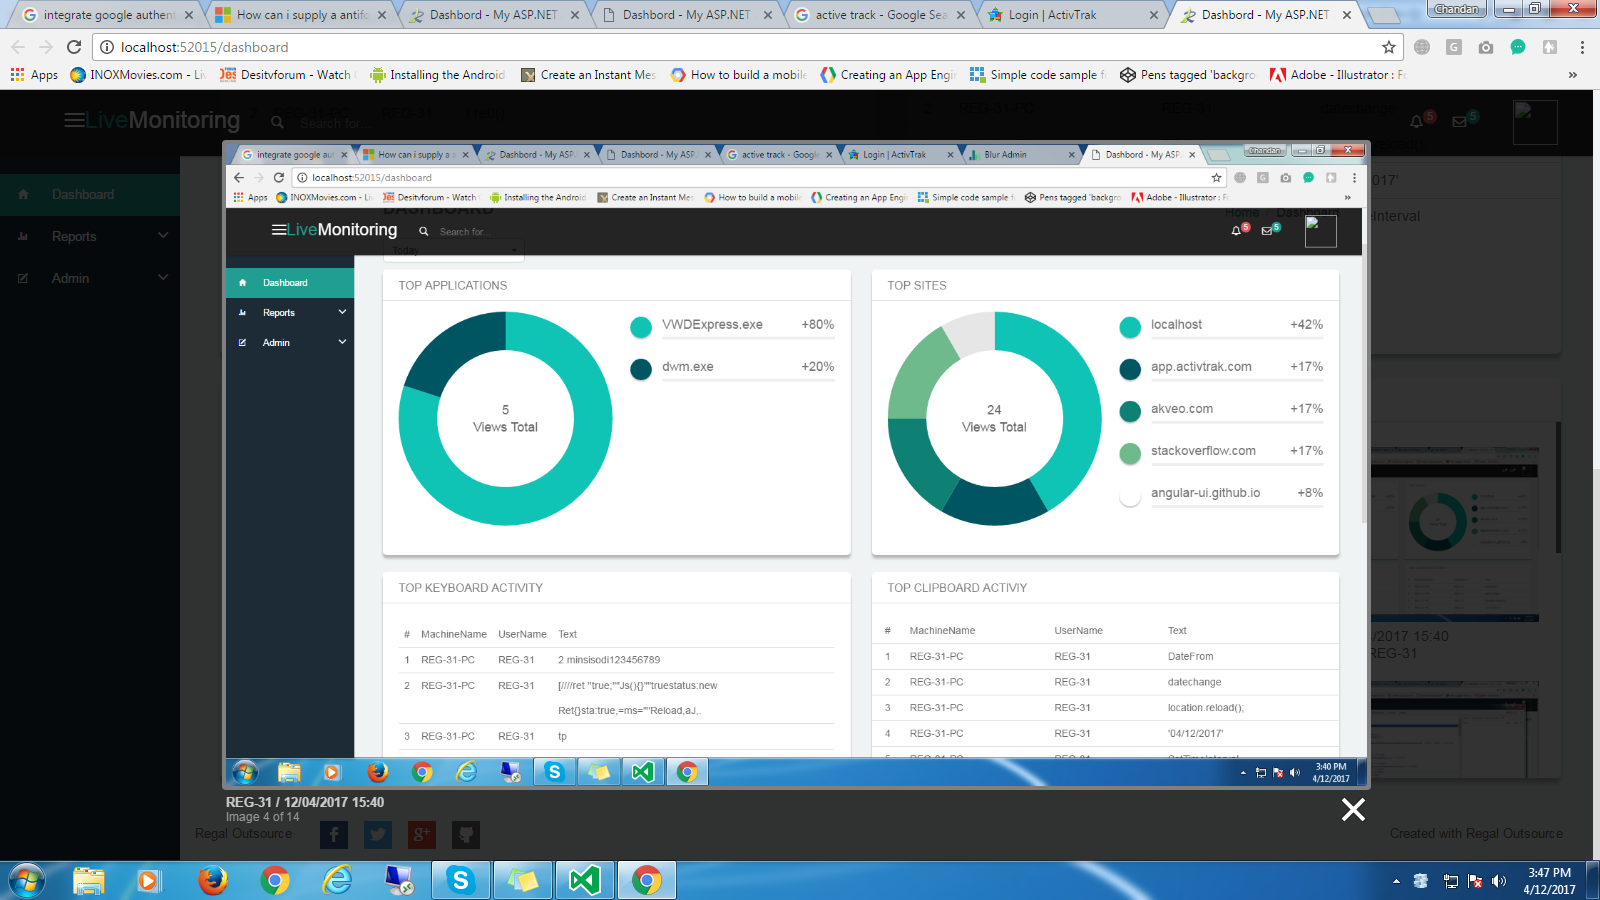 integrate google authent
How can i supply a antifo
Dashbord - My ASP.NET
Dashbord - My ASP.NET
active track - Google Sea
Login | ActivTrak
Dashbord - My ASP.NET
Chandan
localhost:52015/dashboard
Apps
INOXMovies.com - Liv
Desitvforum - Watch
Installing the Android
Create an Instant Mes
How to build a mobile
Creating an App Engi
Simple code sample f
Pens tagged 'backgro
Adobe - Illustrator : Fo
»
LiveMonitoring
Search for...
5
5
Dashboard
Reports
Admin
integrate google aut
How can i supply a a
Dashbord - My ASP.
Dashbord - My ASP.
active track - Google
Login | ActivTrak
Blur Admin
Dashbord - My ASP.
Chandan
localhost:52015/dashboard
Apps
INOXMovies.com - Liv
Desitvforum - Watch
Installing the Android
Create an Instant Mes
How to build a mobile
Creating an App Engi
Simple code sample f
Pens tagged 'backgro
Adobe - Illustrator : F
»
DASHBOARD
Home
Dashboard
LiveMonitoring
Search for...
5
5
Today
Dashboard
Reports
Admin
TOP APPLICATIONS
5
Views Total
VWDExpress.exe +80%
dwm.exe +20%
TOP SITES
24
Views Total
localhost +42%
app.activtrak.com +17%
akveo.com +17%
stackoverflow.com +17%
angular-ui.github.io +8%
TOP KEYBOARD ACTIVITY
# MachineName UserName Text
1 REG-31-PC REG-31 2 minsisodi123456789
2 REG-31-PC REG-31 [////ret "true;""Js(){}""truestatus:new
Ret{}sta:true,=ms=""Reload,aJ,.
3 REG-31-PC REG-31 tp
TOP CLIPBOARD ACTIVIY
# MachineName UserName Text
1 REG-31-PC REG-31 DateFrom
2 REG-31-PC REG-31 datechange
3 REG-31-PC REG-31 location.reload();
4 REG-31-PC REG-31 '04/12/2017'
3:40 PM
4/12/2017
2017'
eInterval
/2017 15:40
REG-31
REG-31 / 12/04/2017 15:40
Image 4 of 14
Regal Outsource
Created with Regal Outsource
3:47 PM
4/12/2017